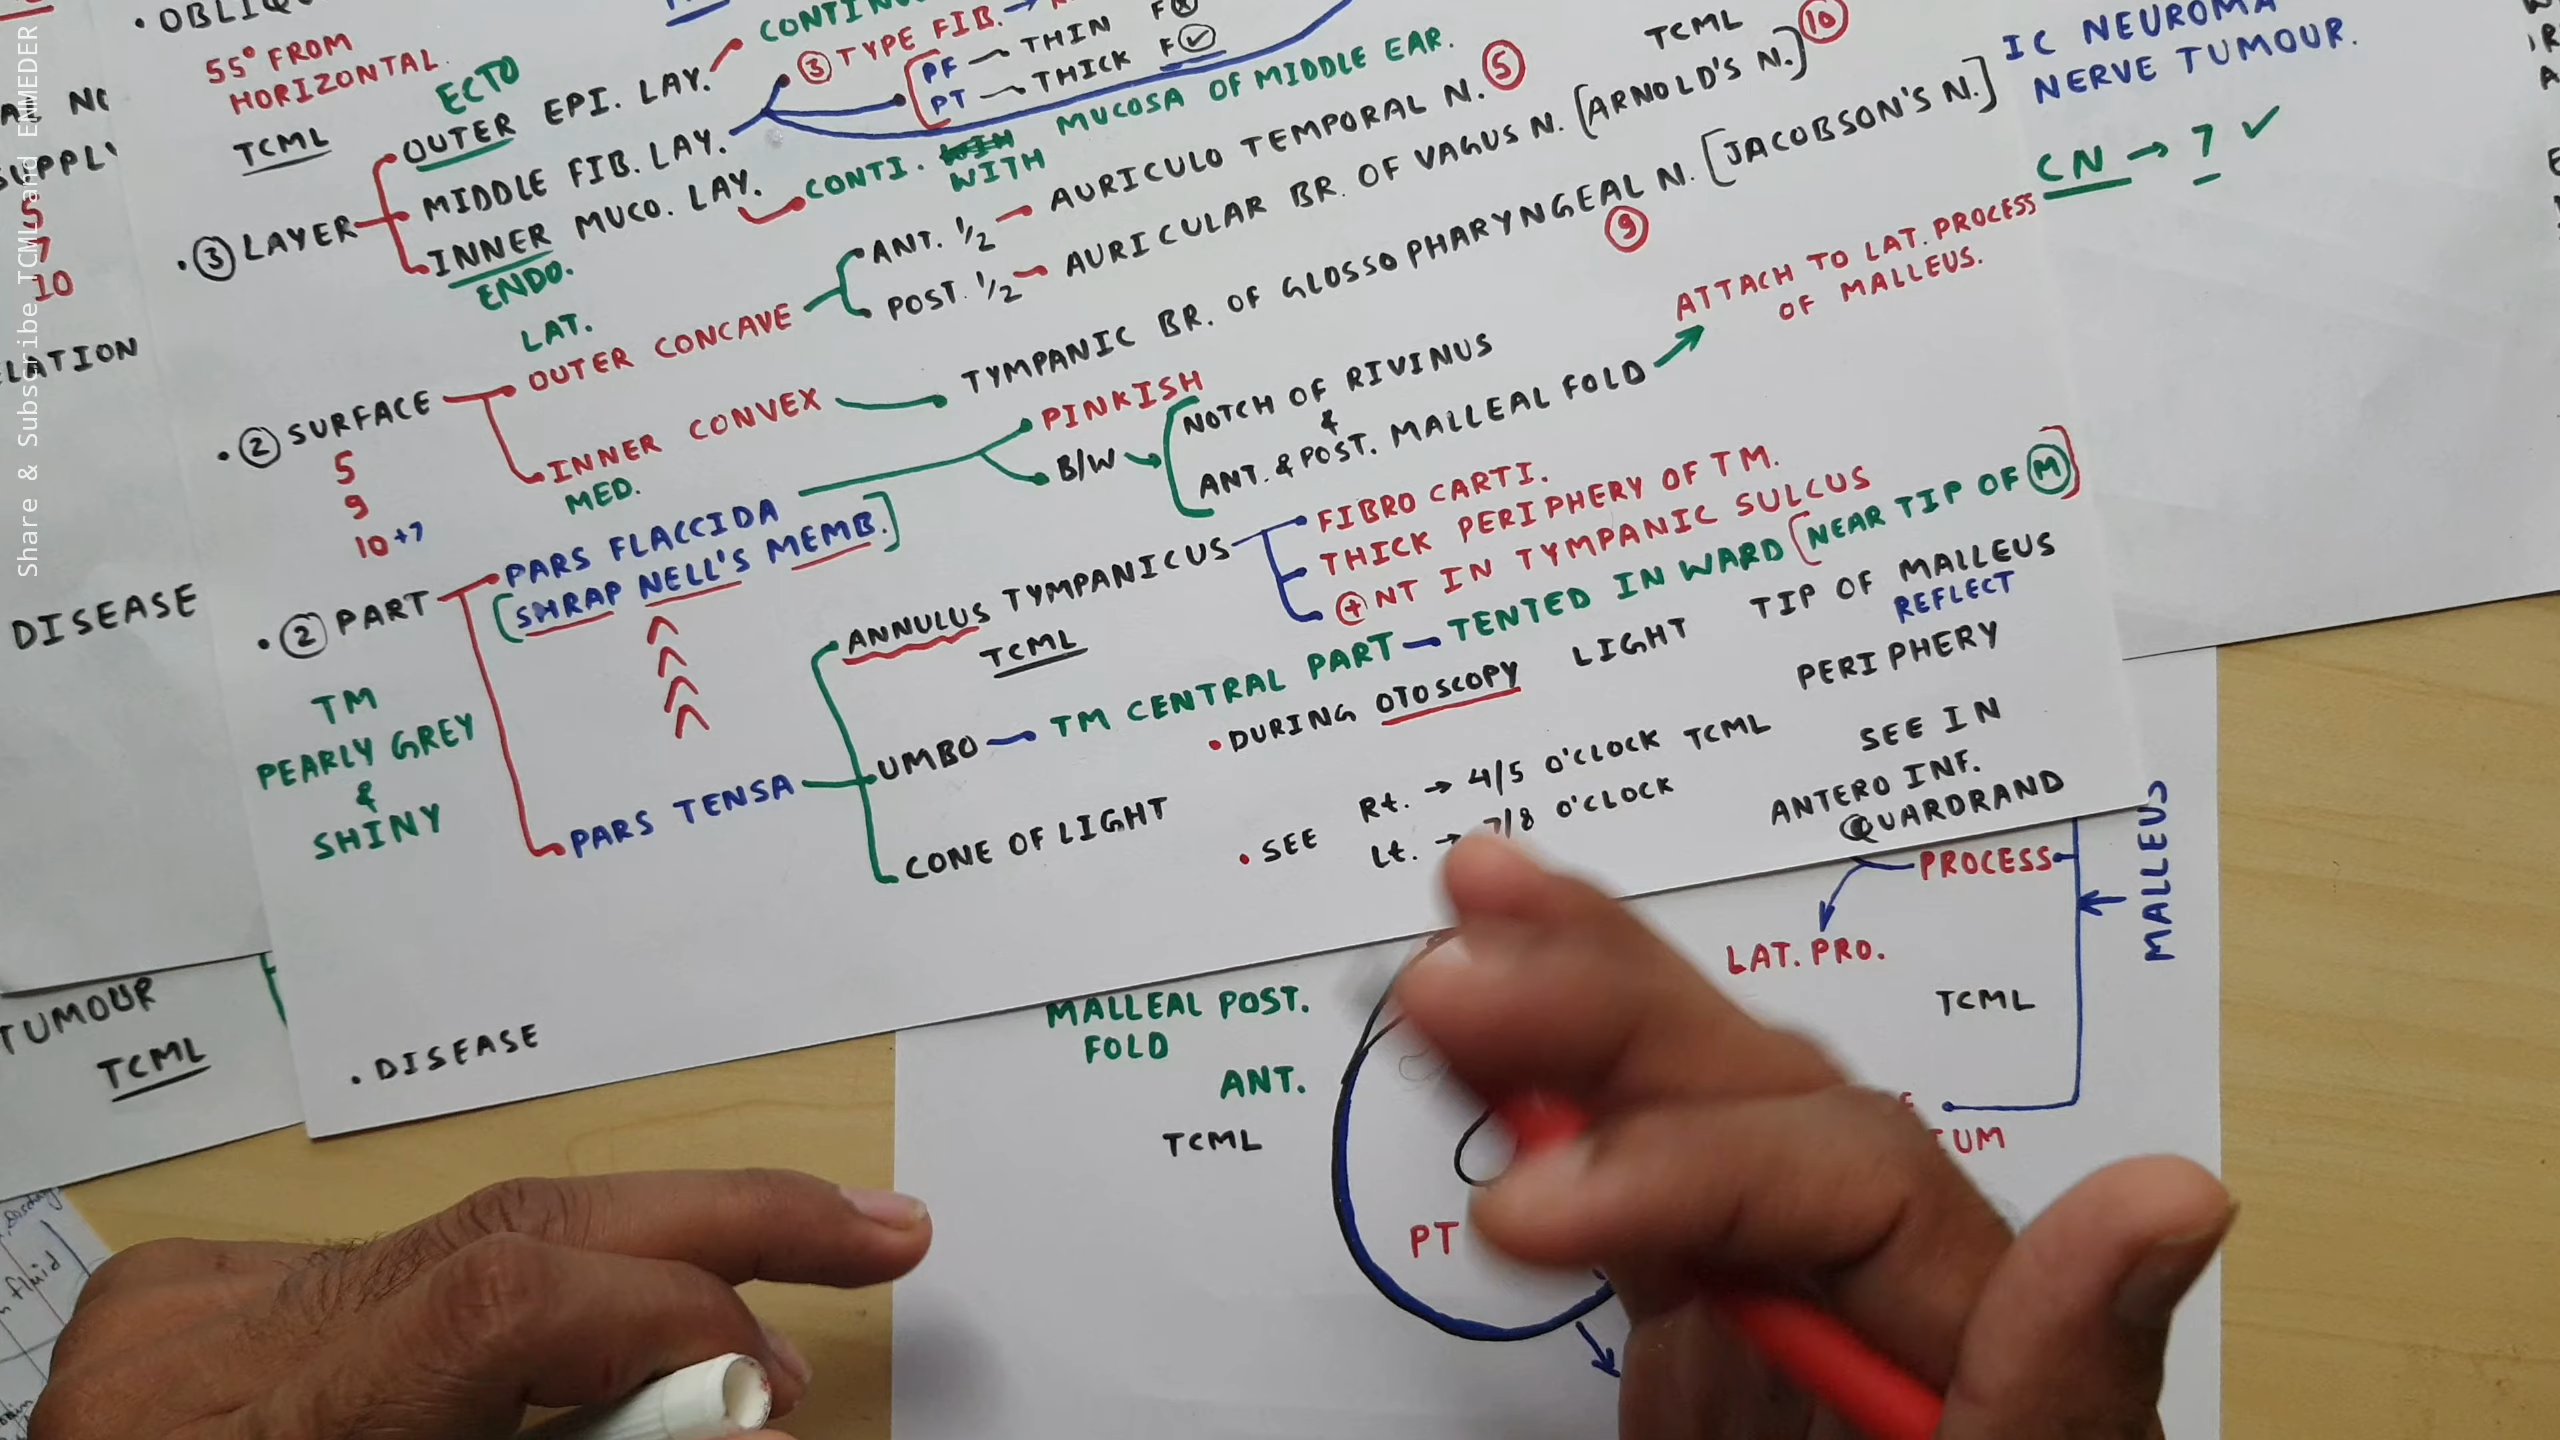 Share & Subscribe TCML and ENMEDER
SUPPLY
5
7
10
DISEASE
TUMOUR
TCML
fluid
55° FROM
HORIZONTAL.
TCML
ECTO
• ③ LAYER
OUTER EPI. LAY.
MIDDLE FIB. LAY.
INNER MUCO. LAY.
ENDO.
③ TYPE FIB.
PF THIN
PT THICK F
CONTI. WITH MUCOSA OF MIDDLE EAR.
TCML
IC NEUROMA
NERVE TUMOUR.
CN → 7 ✓
• ② SURFACE
5
9
10+7
LAT.
OUTER CONCAVE
ANT. 1/2 AURICULO TEMPORAL N. ⑤
POST. 1/2 AURICULAR BR. OF VAGUS N. [ARNOLD'S N.] ⑩
INNER CONVEX
MED.
TYMPANIC BR. OF GLOSSO PHARYNGEAL N. [JACOBSON'S N.]
⑨
• ② PART
PARS FLACCIDA
[SHRAP NELL'S MEMB.]
PINKISH
B/W
NOTCH OF RIVINUS
&
ANT. & POST. MALLEAL FOLD
ATTACH TO LAT. PROCESS
OF MALLEUS.
TM
PEARLY GREY
&
SHINY
PARS TENSA
ANNULUS TYMPANICUS
TCML
FIBRO CARTI.
THICK PERIPHERY OF TM.
⊕NT IN TYMPANIC SULCUS
UMBO TM CENTRAL PART TENTED IN WARD [NEAR TIP OF Ⓜ]
CONE OF LIGHT
• DURING OTOSCOPY LIGHT TIP OF MALLEUS
REFLECT
PERIPHERY
• SEE Rt. → 4/5 O'CLOCK TCML
Lt. → 7/8 O'CLOCK
SEE IN
ANTERO INF.
QUARDRAND
• DISEASE
MALLEAL POST.
FOLD
ANT.
TCML
PT
PROCESS
LAT. PRO.
TCML
MALLEUS